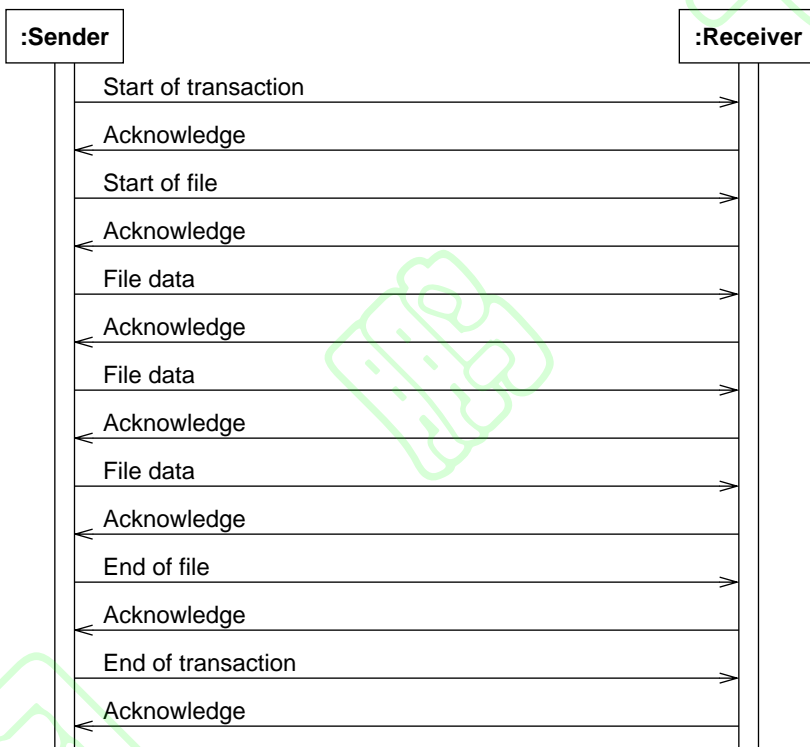 :Sender
:Receiver
Start of transaction
Acknowledge
Start of file
Acknowledge
File data
Acknowledge
File data
Acknowledge
File data
Acknowledge
End of file
Acknowledge
End of transaction
Acknowledge